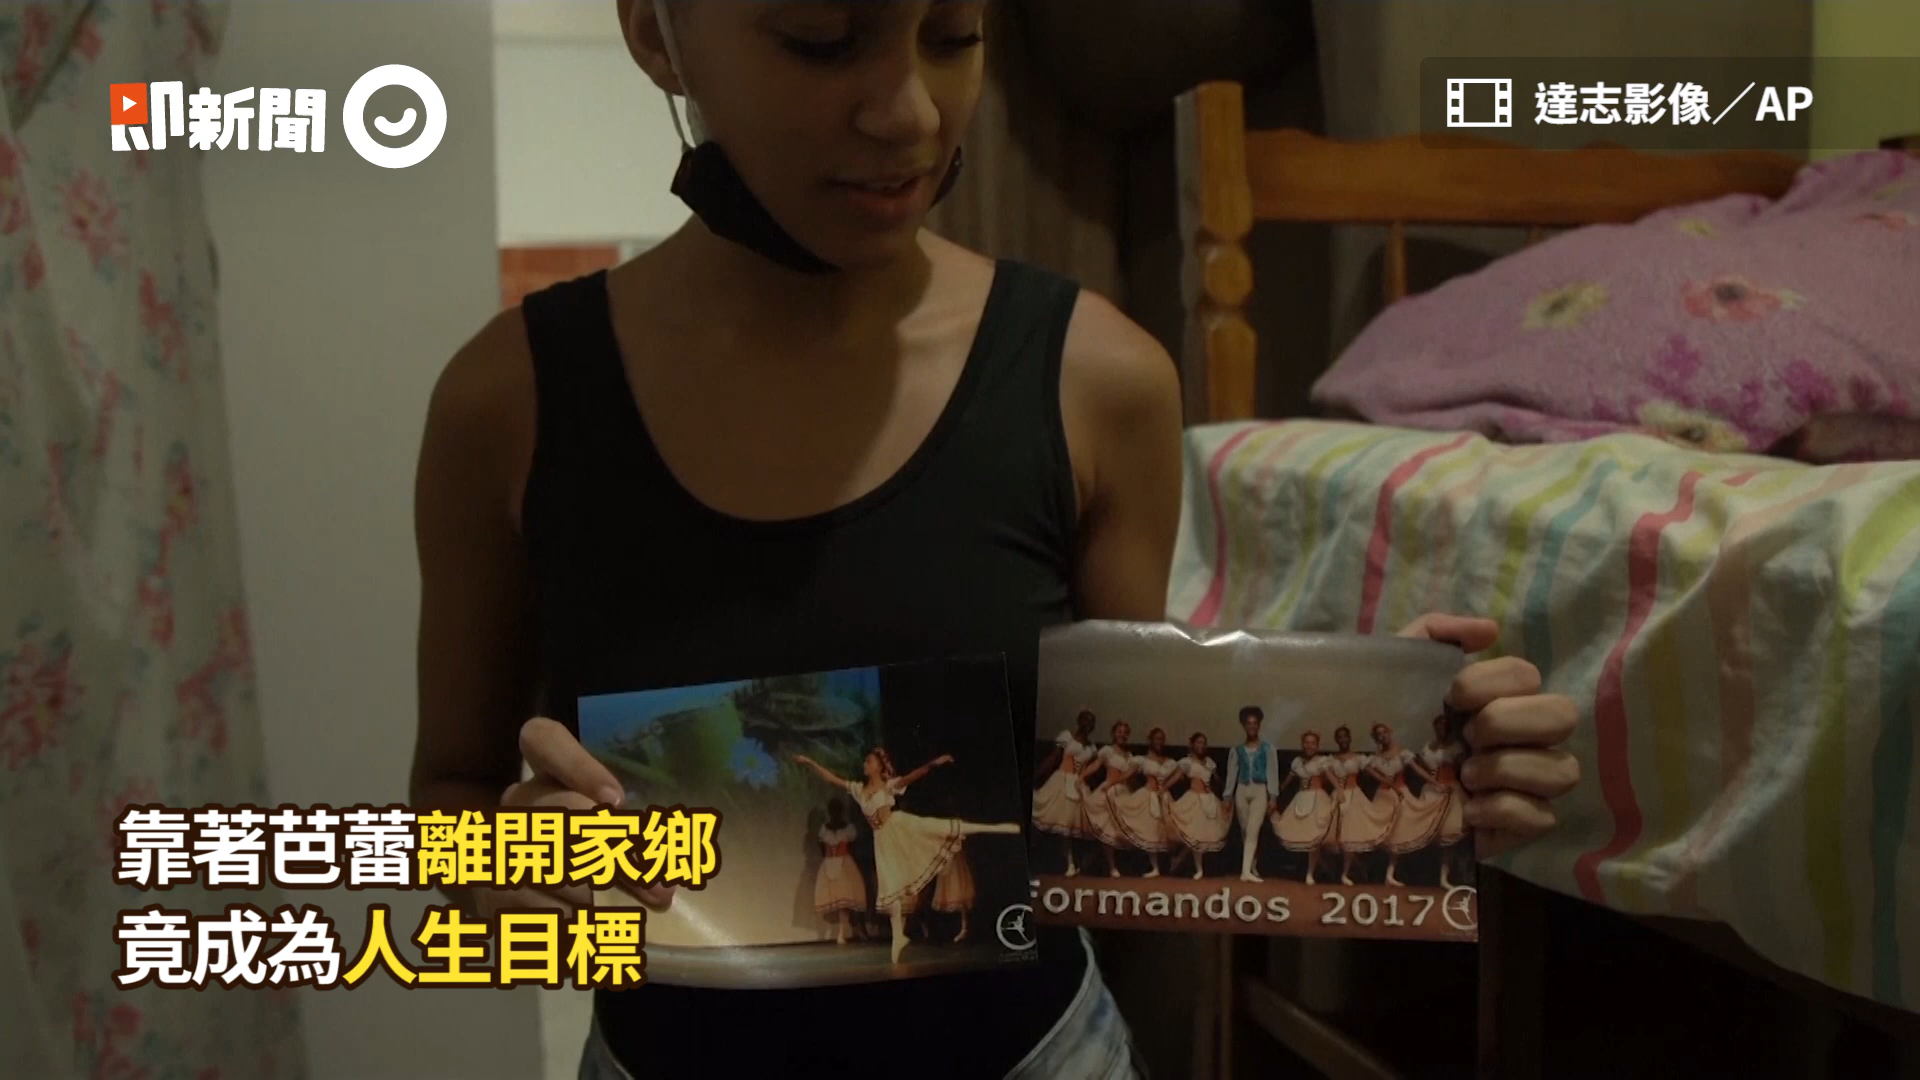 即新聞
達志影像／AP
Formandos 2017
靠著芭蕾離開家鄉
竟成為人生目標